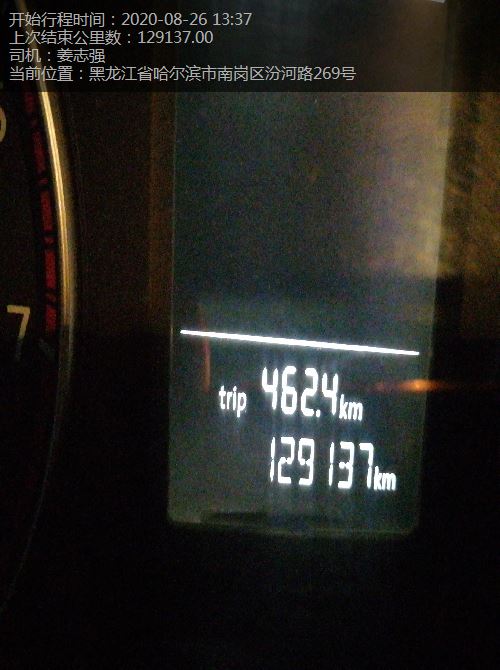 开始行程时间：2020-08-26 13:37
上次结束公里数：129137.00
司机：姜志强
当前位置：黑龙江省哈尔滨市南岗区汾河路269号
7
trip 462.4km
129137km